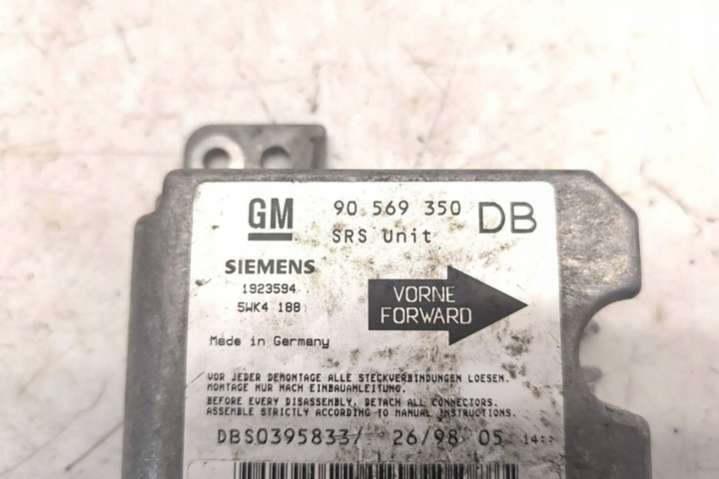 GM 90 569 350 DB
SRS Unit
SIEMENS
1923594
5WK4 188
VORNE
FORWARD
Made in Germany
VOR JEDER DEMONTAGE ALLE STECKVERBINDUNGEN LOESEN.
MONTAGE NUR NACH EINBAUANLEITUNG.
BEFORE EVERY DISASSEMBLY, DETACH ALL CONNECTORS.
ASSEMBLE STRICTLY ACCORDING TO MANUAL INSTRUCTIONS.
DBS0395833/ 26/98 05